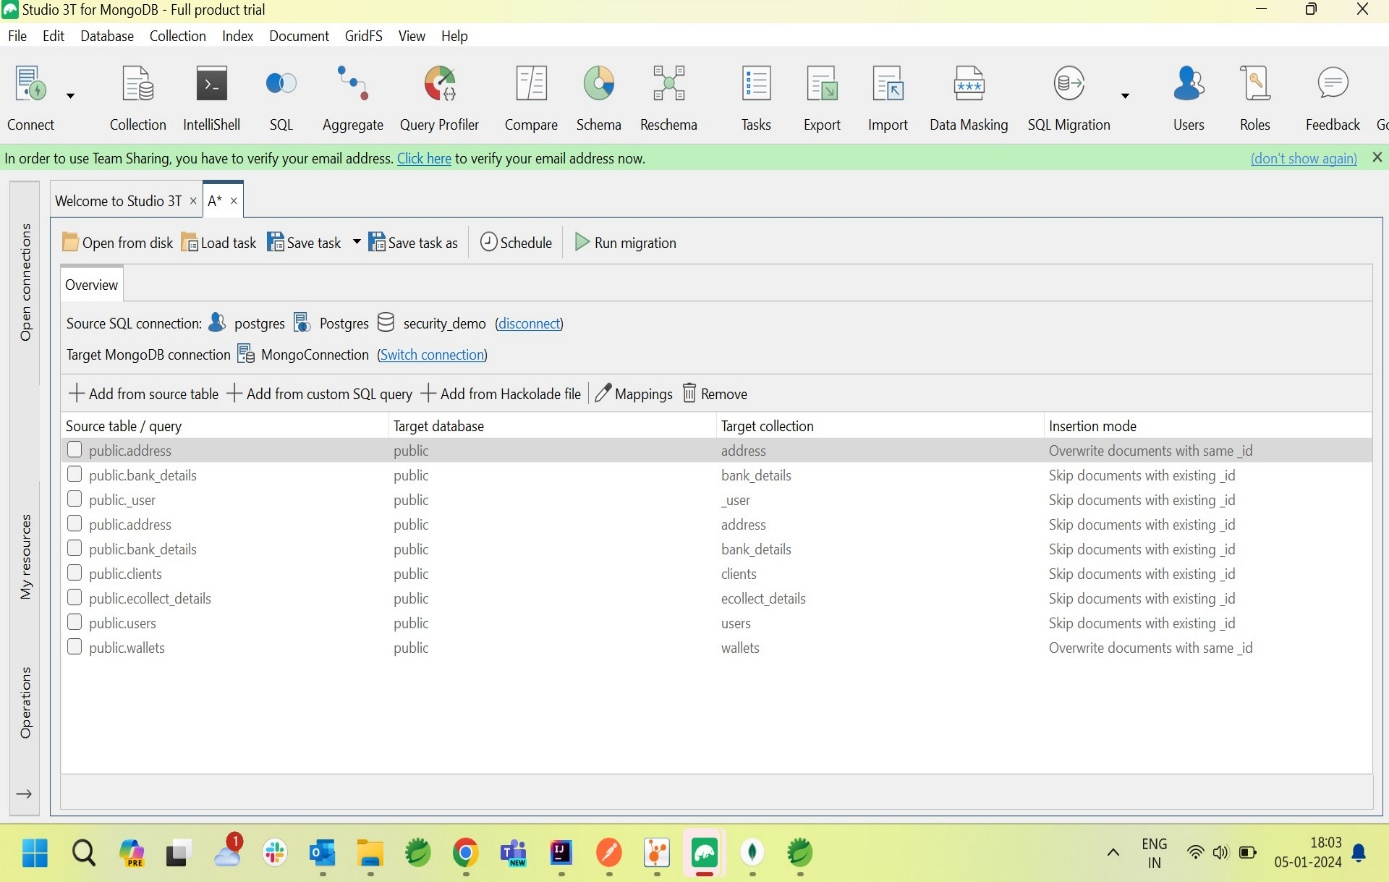 Studio 3T for MongoDB - Full product trial
File Edit Database Collection Index Document GridFS View Help
Connect Collection IntelliShell SQL Aggregate Query Profiler Compare Schema Reschema Tasks Export Import Data Masking SQL Migration Users Roles Feedback Go
In order to use Team Sharing, you have to verify your email address. Click here to verify your email address now. (don't show again)
Welcome to Studio 3T × A* ×
Open connections
My resources
Operations
Open from disk Load task Save task Save task as Schedule Run migration
Overview
Source SQL connection: postgres Postgres security_demo (disconnect)
Target MongoDB connection MongoConnection (Switch connection)
Add from source table Add from custom SQL query Add from Hackolade file Mappings Remove
Source table / query Target database Target collection Insertion mode
public.address public address Overwrite documents with same _id
public.bank_details public bank_details Skip documents with existing _id
public._user public _user Skip documents with existing _id
public.address public address Skip documents with existing _id
public.bank_details public bank_details Skip documents with existing _id
public.clients public clients Skip documents with existing _id
public.ecollect_details public ecollect_details Skip documents with existing _id
public.users public users Skip documents with existing _id
public.wallets public wallets Overwrite documents with same _id
PRE 1 NEW ENG 18:03
IN 05-01-2024